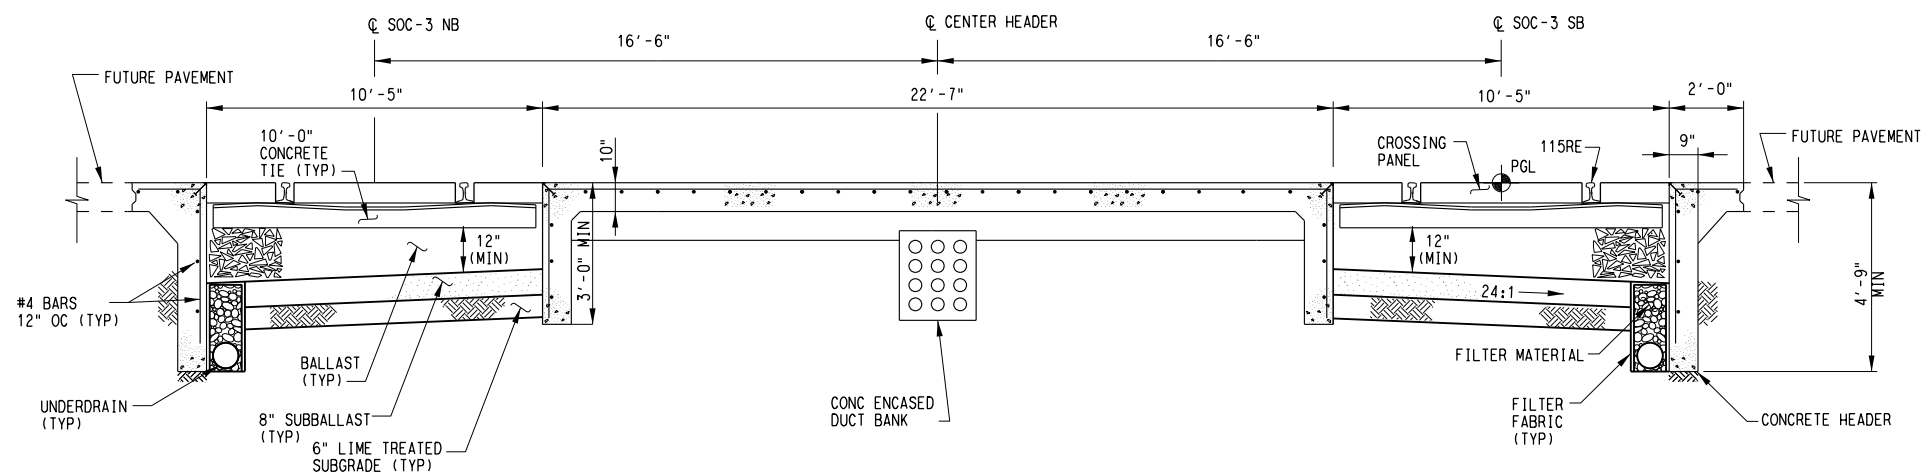 ℄ SOC-3 NB
℄ CENTER HEADER
℄ SOC-3 SB
16'-6"
16'-6"
FUTURE PAVEMENT
10'-5"
22'-7"
10'-5"
2'-0"
10'-0"
CONCRETE
TIE (TYP)
10"
CROSSING
PANEL
PGL
115RE
9"
FUTURE PAVEMENT
12"
(MIN)
3'-0" MIN
12"
(MIN)
4'-9"
MIN
24:1
#4 BARS
12" OC (TYP)
BALLAST
(TYP)
FILTER MATERIAL
UNDERDRAIN
(TYP)
8" SUBBALLAST
(TYP)
6" LIME TREATED
SUBGRADE (TYP)
CONC ENCASED
DUCT BANK
FILTER
FABRIC
(TYP)
CONCRETE HEADER